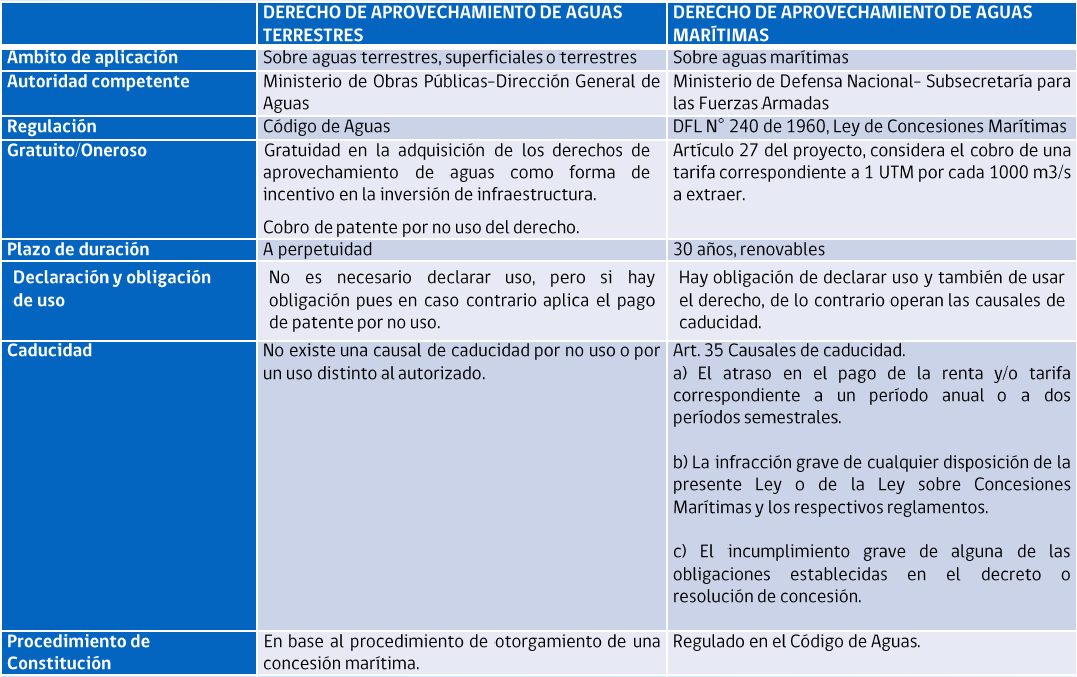 DERECHO DE APROVECHAMIENTO DE AGUAS
TERRESTRES
DERECHO DE APROVECHAMIENTO DE AGUAS
MARÍTIMAS
Ambito de aplicación
Sobre aguas terrestres, superficiales o terrestres
Sobre aguas marítimas
Autoridad competente
Ministerio de Obras Públicas-Dirección General de
Aguas
Ministerio de Defensa Nacional- Subsecretaría para
las Fuerzas Armadas
Regulación
Código de Aguas
DFL N° 240 de 1960, Ley de Concesiones Marítimas
Gratuito/Oneroso
Gratuidad en la adquisición de los derechos de
aprovechamiento de aguas como forma de
incentivo en la inversión de infraestructura.
Cobro de patente por no uso del derecho.
Artículo 27 del proyecto, considera el cobro de una
tarifa correspondiente a 1 UTM por cada 1000 m3/s
a extraer.
Plazo de duración
A perpetuidad
30 años, renovables
Declaración y obligación
de uso
No es necesario declarar uso, pero si hay
obligación pues en caso contrario aplica el pago
de patente por no uso.
Hay obligación de declarar uso y también de usar
el derecho, de lo contrario operan las causales de
caducidad.
Caducidad
No existe una causal de caducidad por no uso o por
un uso distinto al autorizado.
Art. 35 Causales de caducidad.
a) El atraso en el pago de la renta y/o tarifa
correspondiente a un período anual o a dos
períodos semestrales.
b) La infracción grave de cualquier disposición de la
presente Ley o de la Ley sobre Concesiones
Marítimas y los respectivos reglamentos.
c) El incumplimiento grave de alguna de las
obligaciones establecidas en el decreto o
resolución de concesión.
Procedimiento de
Constitución
En base al procedimiento de otorgamiento de una
concesión marítima.
Regulado en el Código de Aguas.